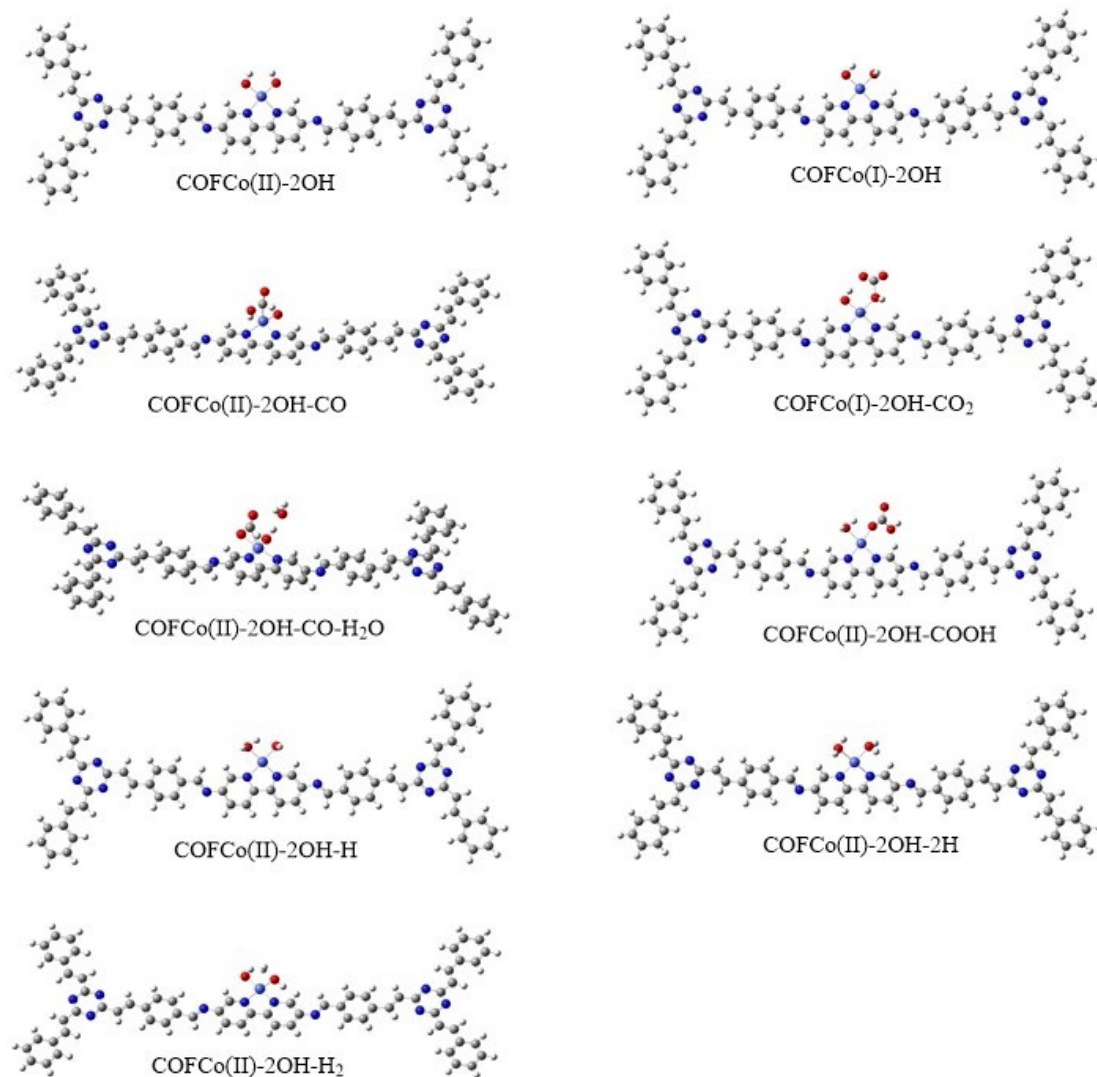 COFCo(II)-2OH
COFCo(I)-2OH
COFCo(II)-2OH-CO
COFCo(I)-2OH-CO₂
COFCo(II)-2OH-CO-H₂O
COFCo(II)-2OH-COOH
COFCo(II)-2OH-H
COFCo(II)-2OH-2H
COFCo(II)-2OH-H₂